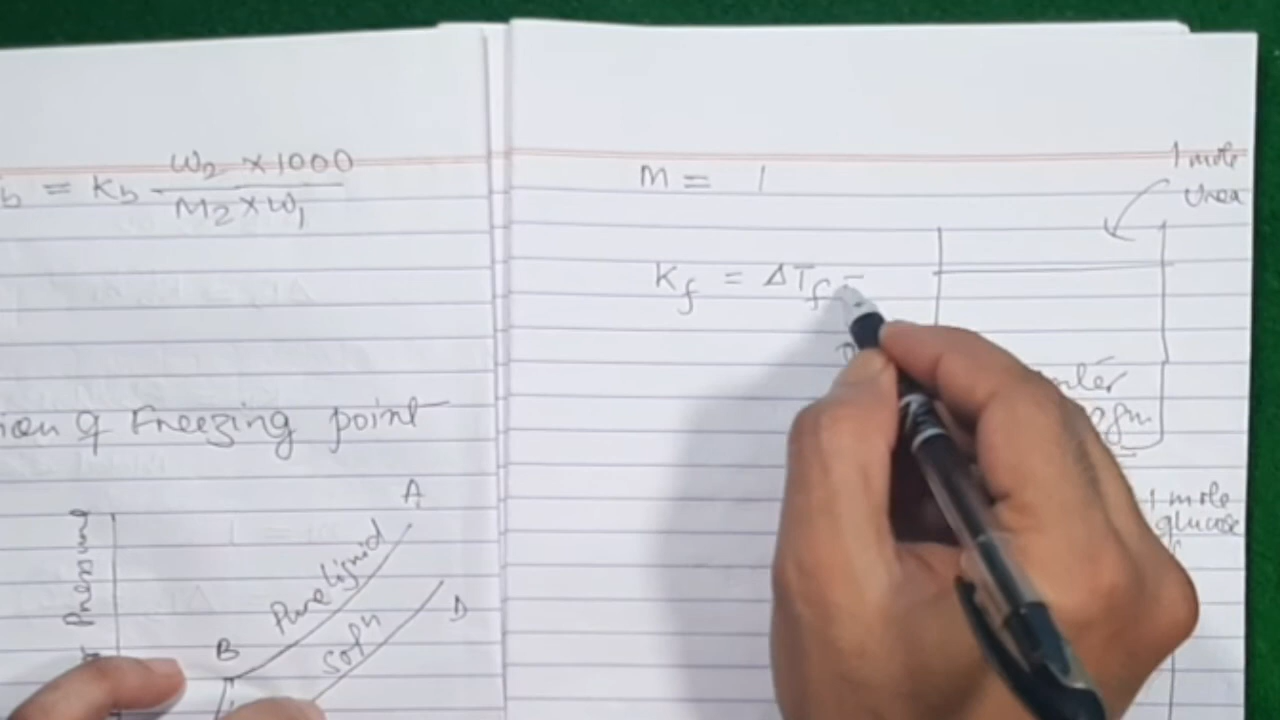 b = Kb W2 × 1000
M2 × W1
ion of Freezing point
Pressure
A
Pure liquid
B
soln
D
m = 1
Kf = ΔTf
1 mole
Urea
1 mole
glucose